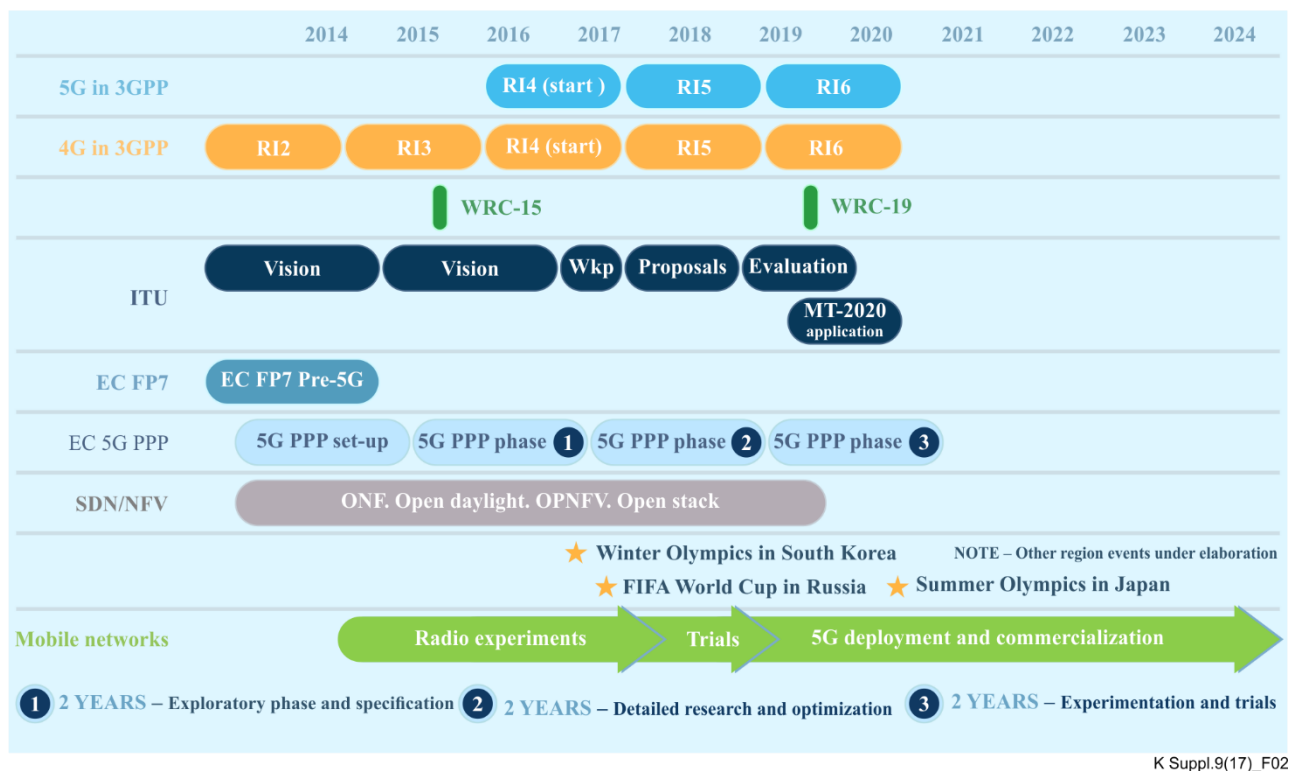 2014 2015 2016 2017 2018 2019 2020 2021 2022 2023 2024
5G in 3GPP RI4 (start ) RI5 RI6
4G in 3GPP RI2 RI3 RI4 (start) RI5 RI6
WRC-15 WRC-19
ITU
Vision Vision Wkp Proposals Evaluation
MT-2020
application
EC FP7 EC FP7 Pre-5G
EC 5G PPP 5G PPP set-up 5G PPP phase 1 5G PPP phase 2 5G PPP phase 3
SDN/NFV ONF. Open daylight. OPNFV. Open stack
Winter Olympics in South Korea NOTE – Other region events under elaboration
FIFA World Cup in Russia Summer Olympics in Japan
Mobile networks Radio experiments Trials 5G deployment and commercialization
1 2 YEARS – Exploratory phase and specification 2 2 YEARS – Detailed research and optimization 3 2 YEARS – Experimentation and trials
K Suppl.9(17)_F02